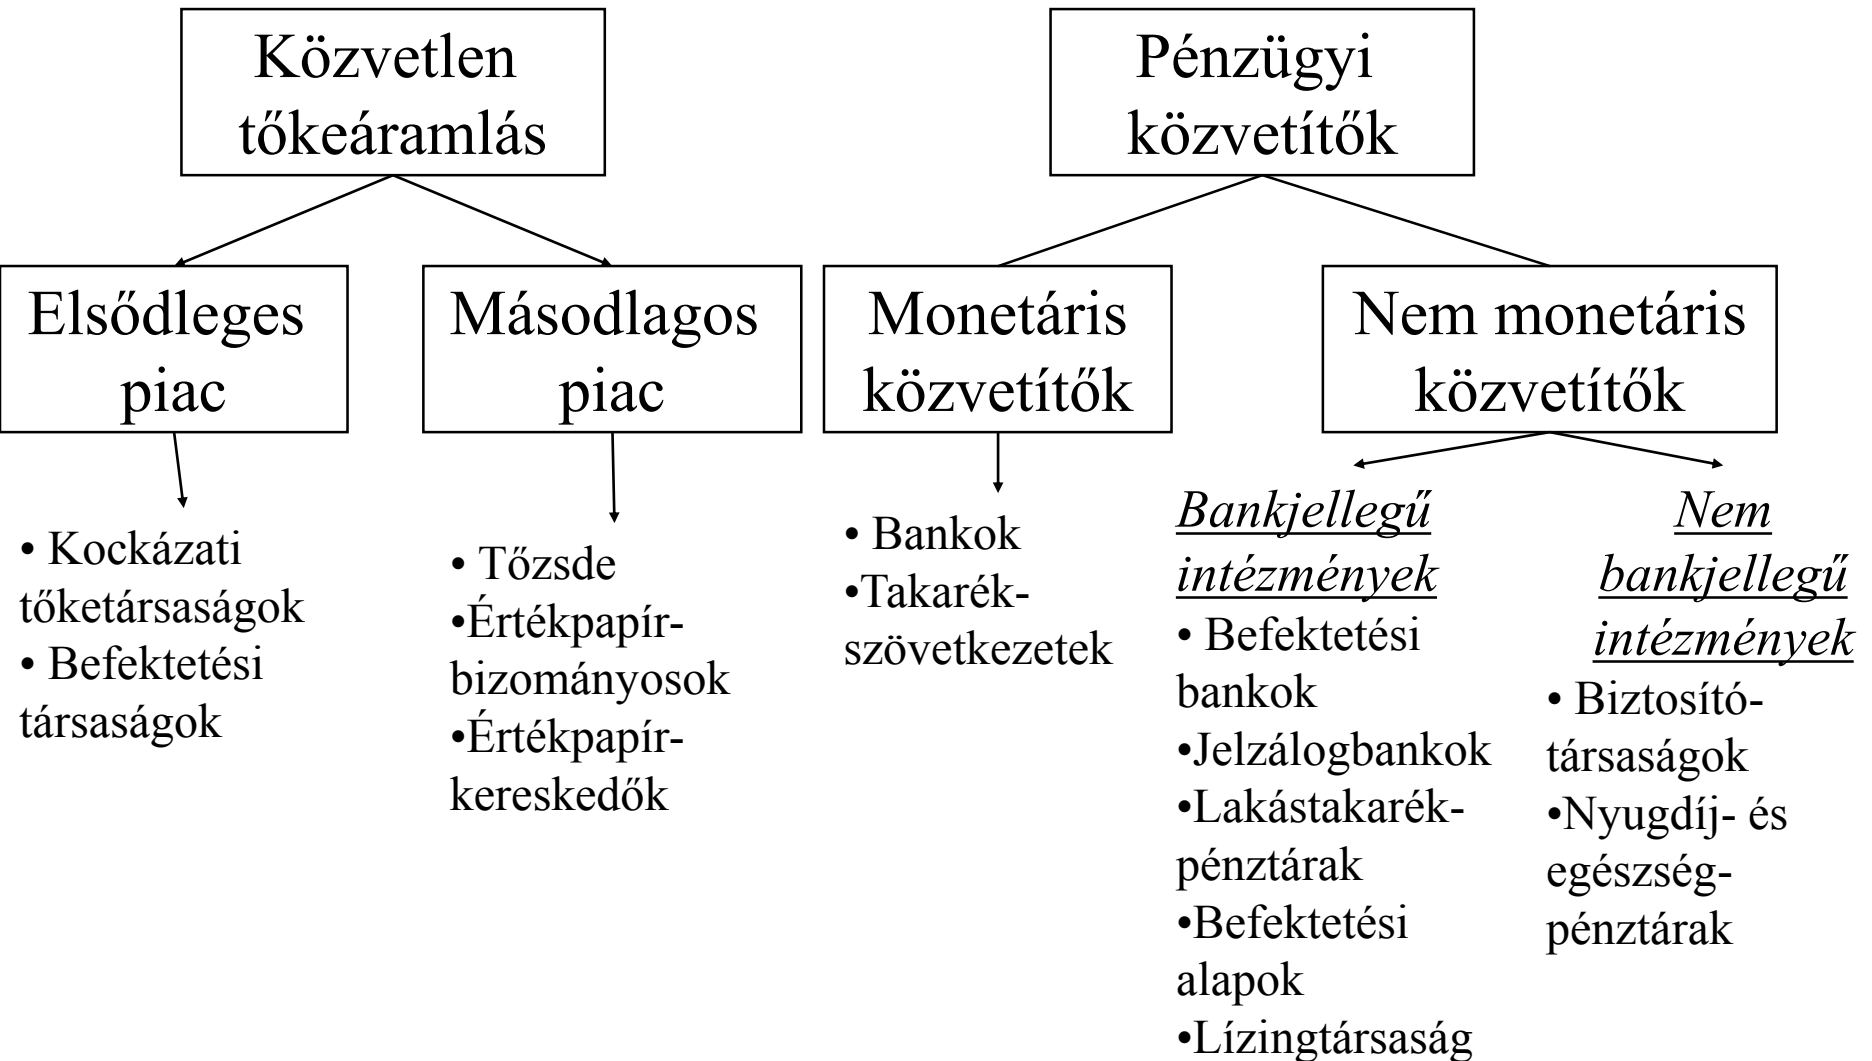 Közvetlen
tőkeáramlás
Pénzügyi
közvetítők
Elsődleges
piac
Másodlagos
piac
Monetáris
közvetítők
Nem monetáris
közvetítők
• Kockázati
tőketársaságok
• Befektetési
társaságok
• Tőzsde
•Értékpapír-
bizományosok
•Értékpapír-
kereskedők
• Bankok
•Takarék-
szövetkezetek
Bankjellegű
intézmények
• Befektetési
bankok
•Jelzálogbankok
•Lakástakarék-
pénztárak
•Befektetési
alapok
•Lízingtársaság
Nem
bankjellegű
intézmények
• Biztosító-
társaságok
•Nyugdíj- és
egészség-
pénztárak